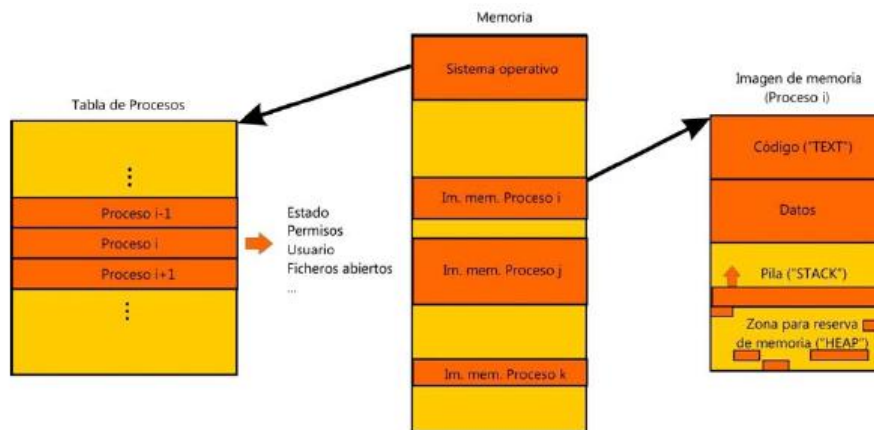 Memoria
Sistema operativo
Im. mem. Proceso i
Im. mem. Proceso j
Im. mem. Proceso k
Tabla de Procesos
⋮
Proceso i-1
Proceso i
Proceso i+1
⋮
Estado
Permisos
Usuario
Ficheros abiertos
...
Imagen de memoria
(Proceso i)
Código ("TEXT")
Datos
Pila ("STACK")
Zona para reserva
de memoria ("HEAP")